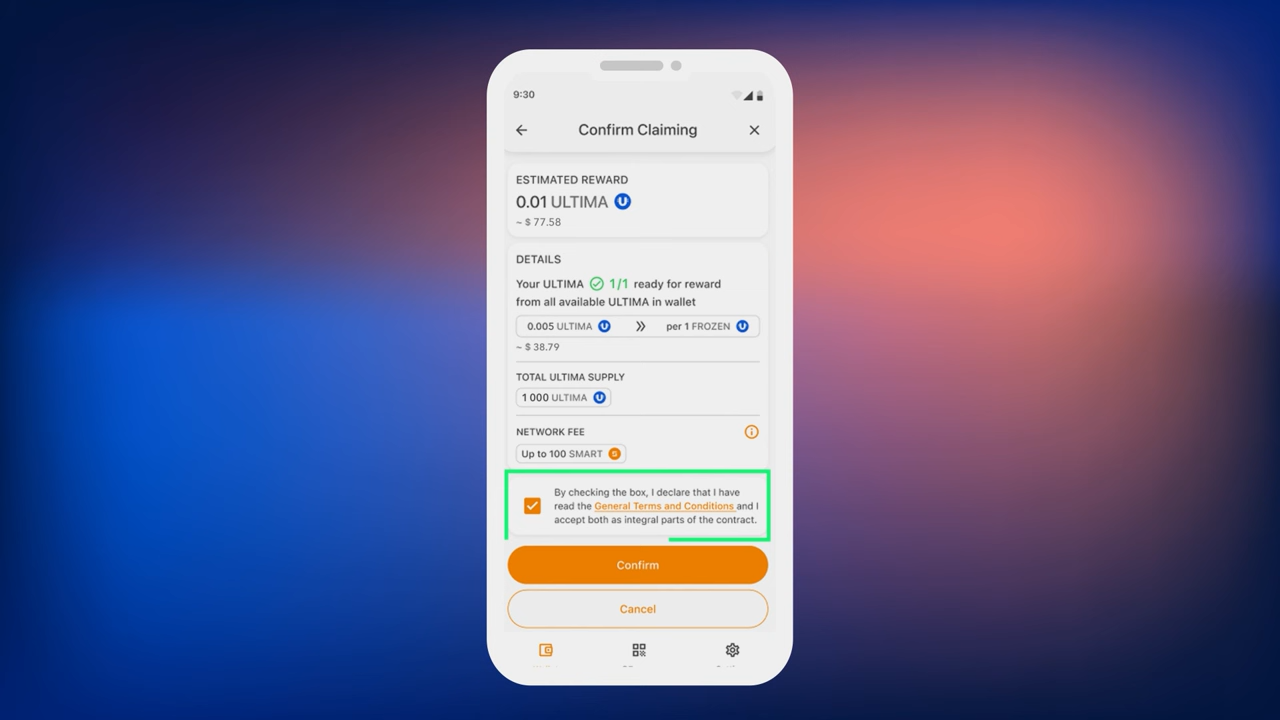 9:30
Confirm Claiming
ESTIMATED REWARD
0.01 ULTIMA
~ $ 77.58
DETAILS
Your ULTIMA 1/1 ready for reward
from all available ULTIMA in wallet
0.005 ULTIMA per 1 FROZEN
~ $ 38.79
TOTAL ULTIMA SUPPLY
1 000 ULTIMA
NETWORK FEE
Up to 100 SMART
By checking the box, I declare that I have
read the General Terms and Conditions and I
accept both as integral parts of the contract.
Confirm
Cancel